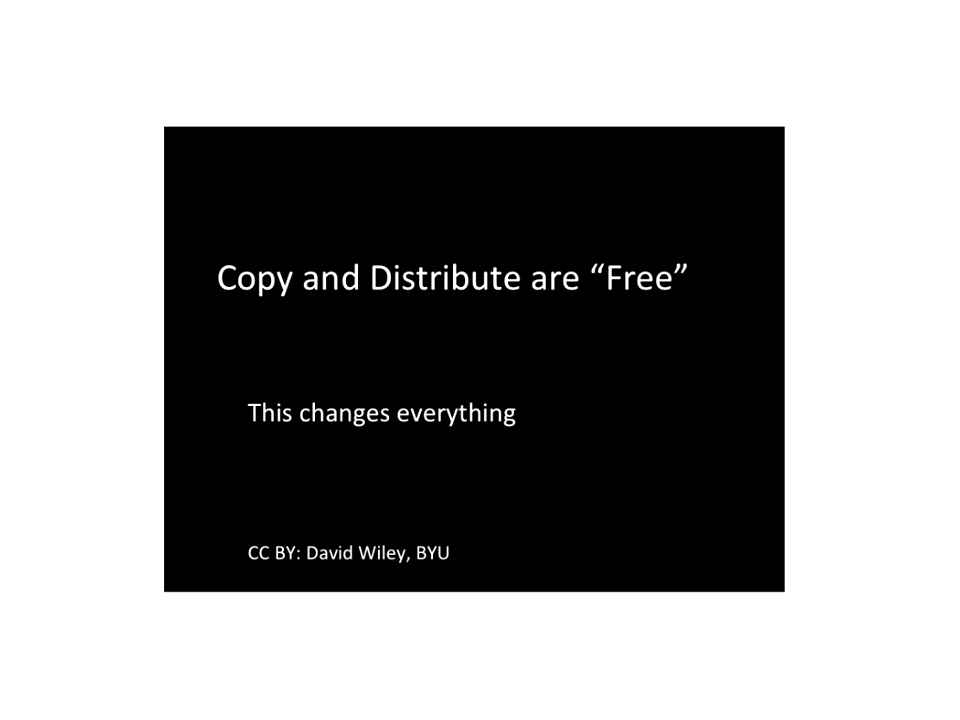 Copy and Distribute are “Free”
This changes everything
CC BY: David Wiley, BYU